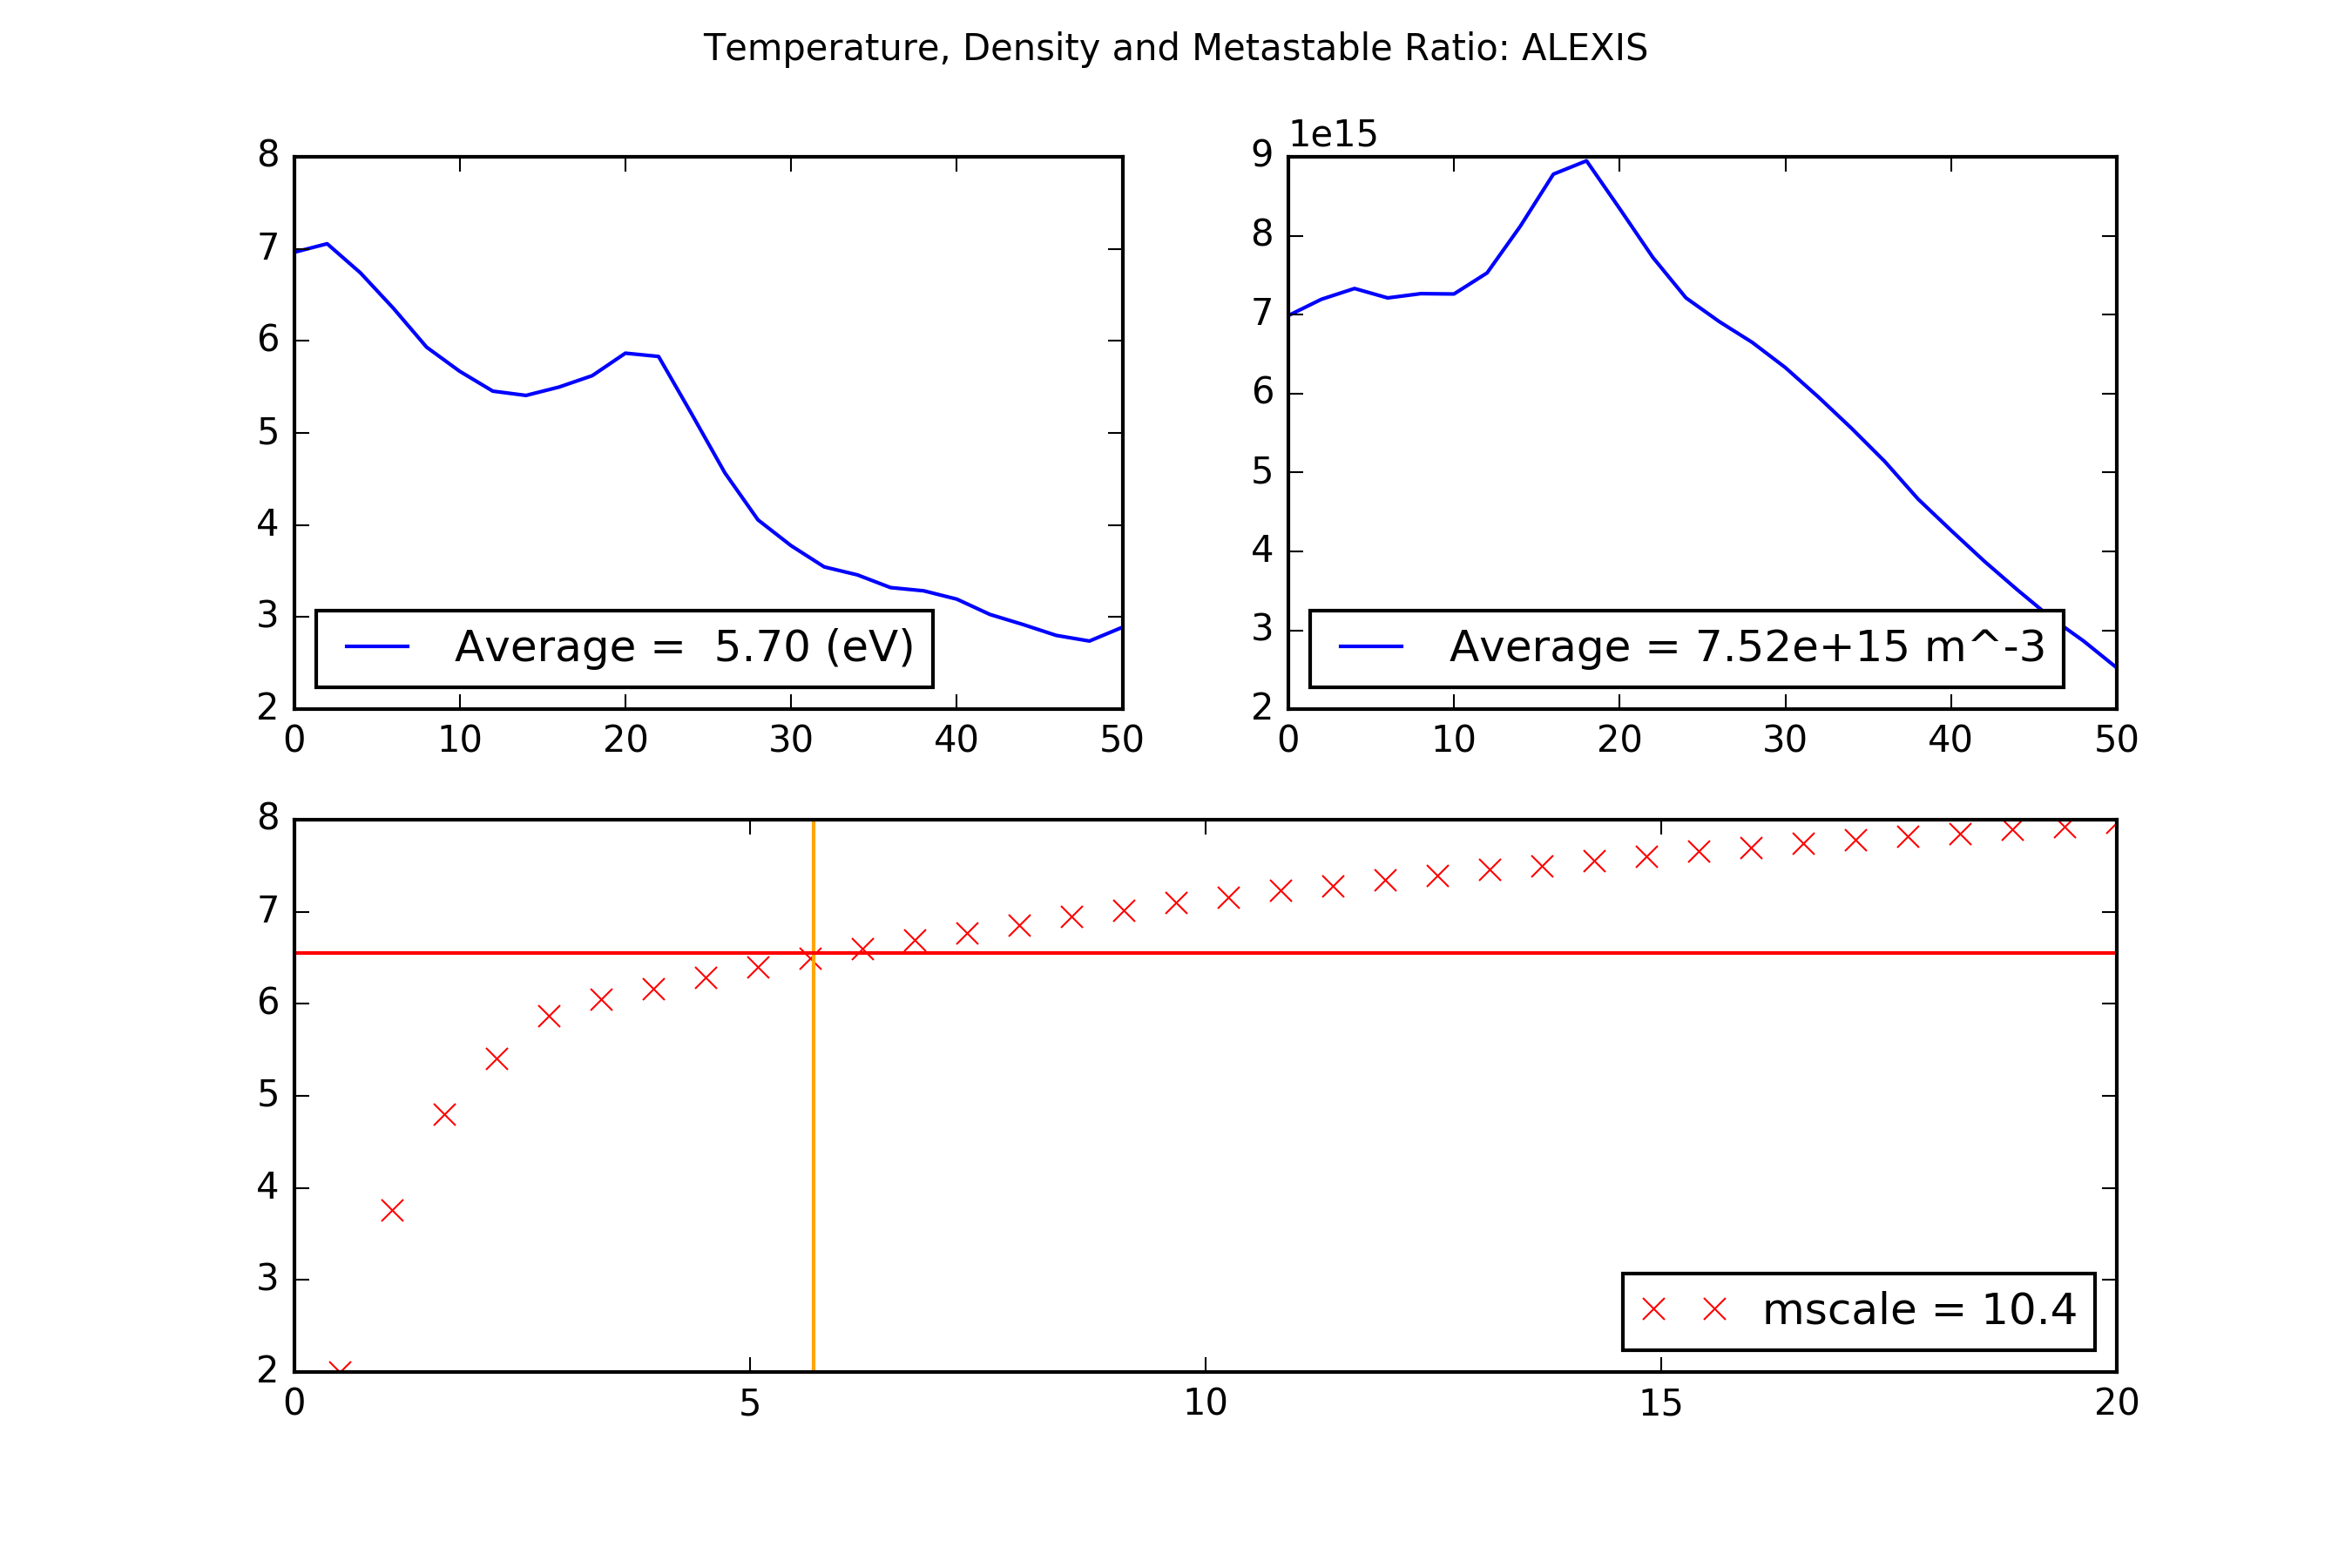 Temperature, Density and Metastable Ratio: ALEXIS
8
7
6
5
4
3
2
0 10 20 30 40 50
Average =  5.70 (eV)
1e15
9
8
7
6
5
4
3
2
0 10 20 30 40 50
Average = 7.52e+15 m^-3
8
7
6
5
4
3
2
0 5 10 15 20
mscale = 10.4